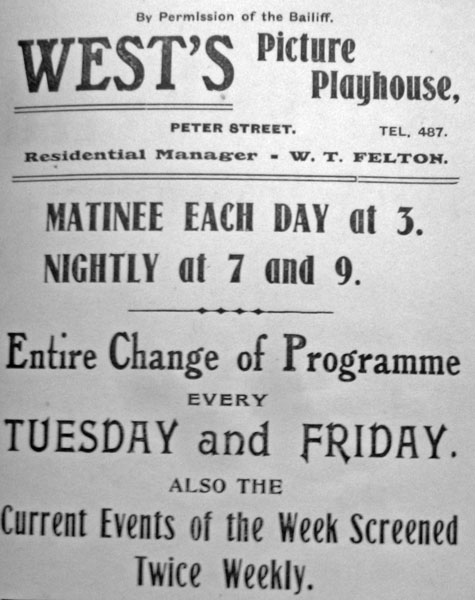 By Permission of the Bailiff.
WEST'S Picture
Playhouse,
PETER STREET. TEL. 487.
Residential Manager - W. T. FELTON.
MATINEE EACH DAY at 3.
NIGHTLY at 7 and 9.
Entire Change of Programme
EVERY
TUESDAY and FRIDAY.
ALSO THE
Current Events of the Week Screened
Twice Weekly.